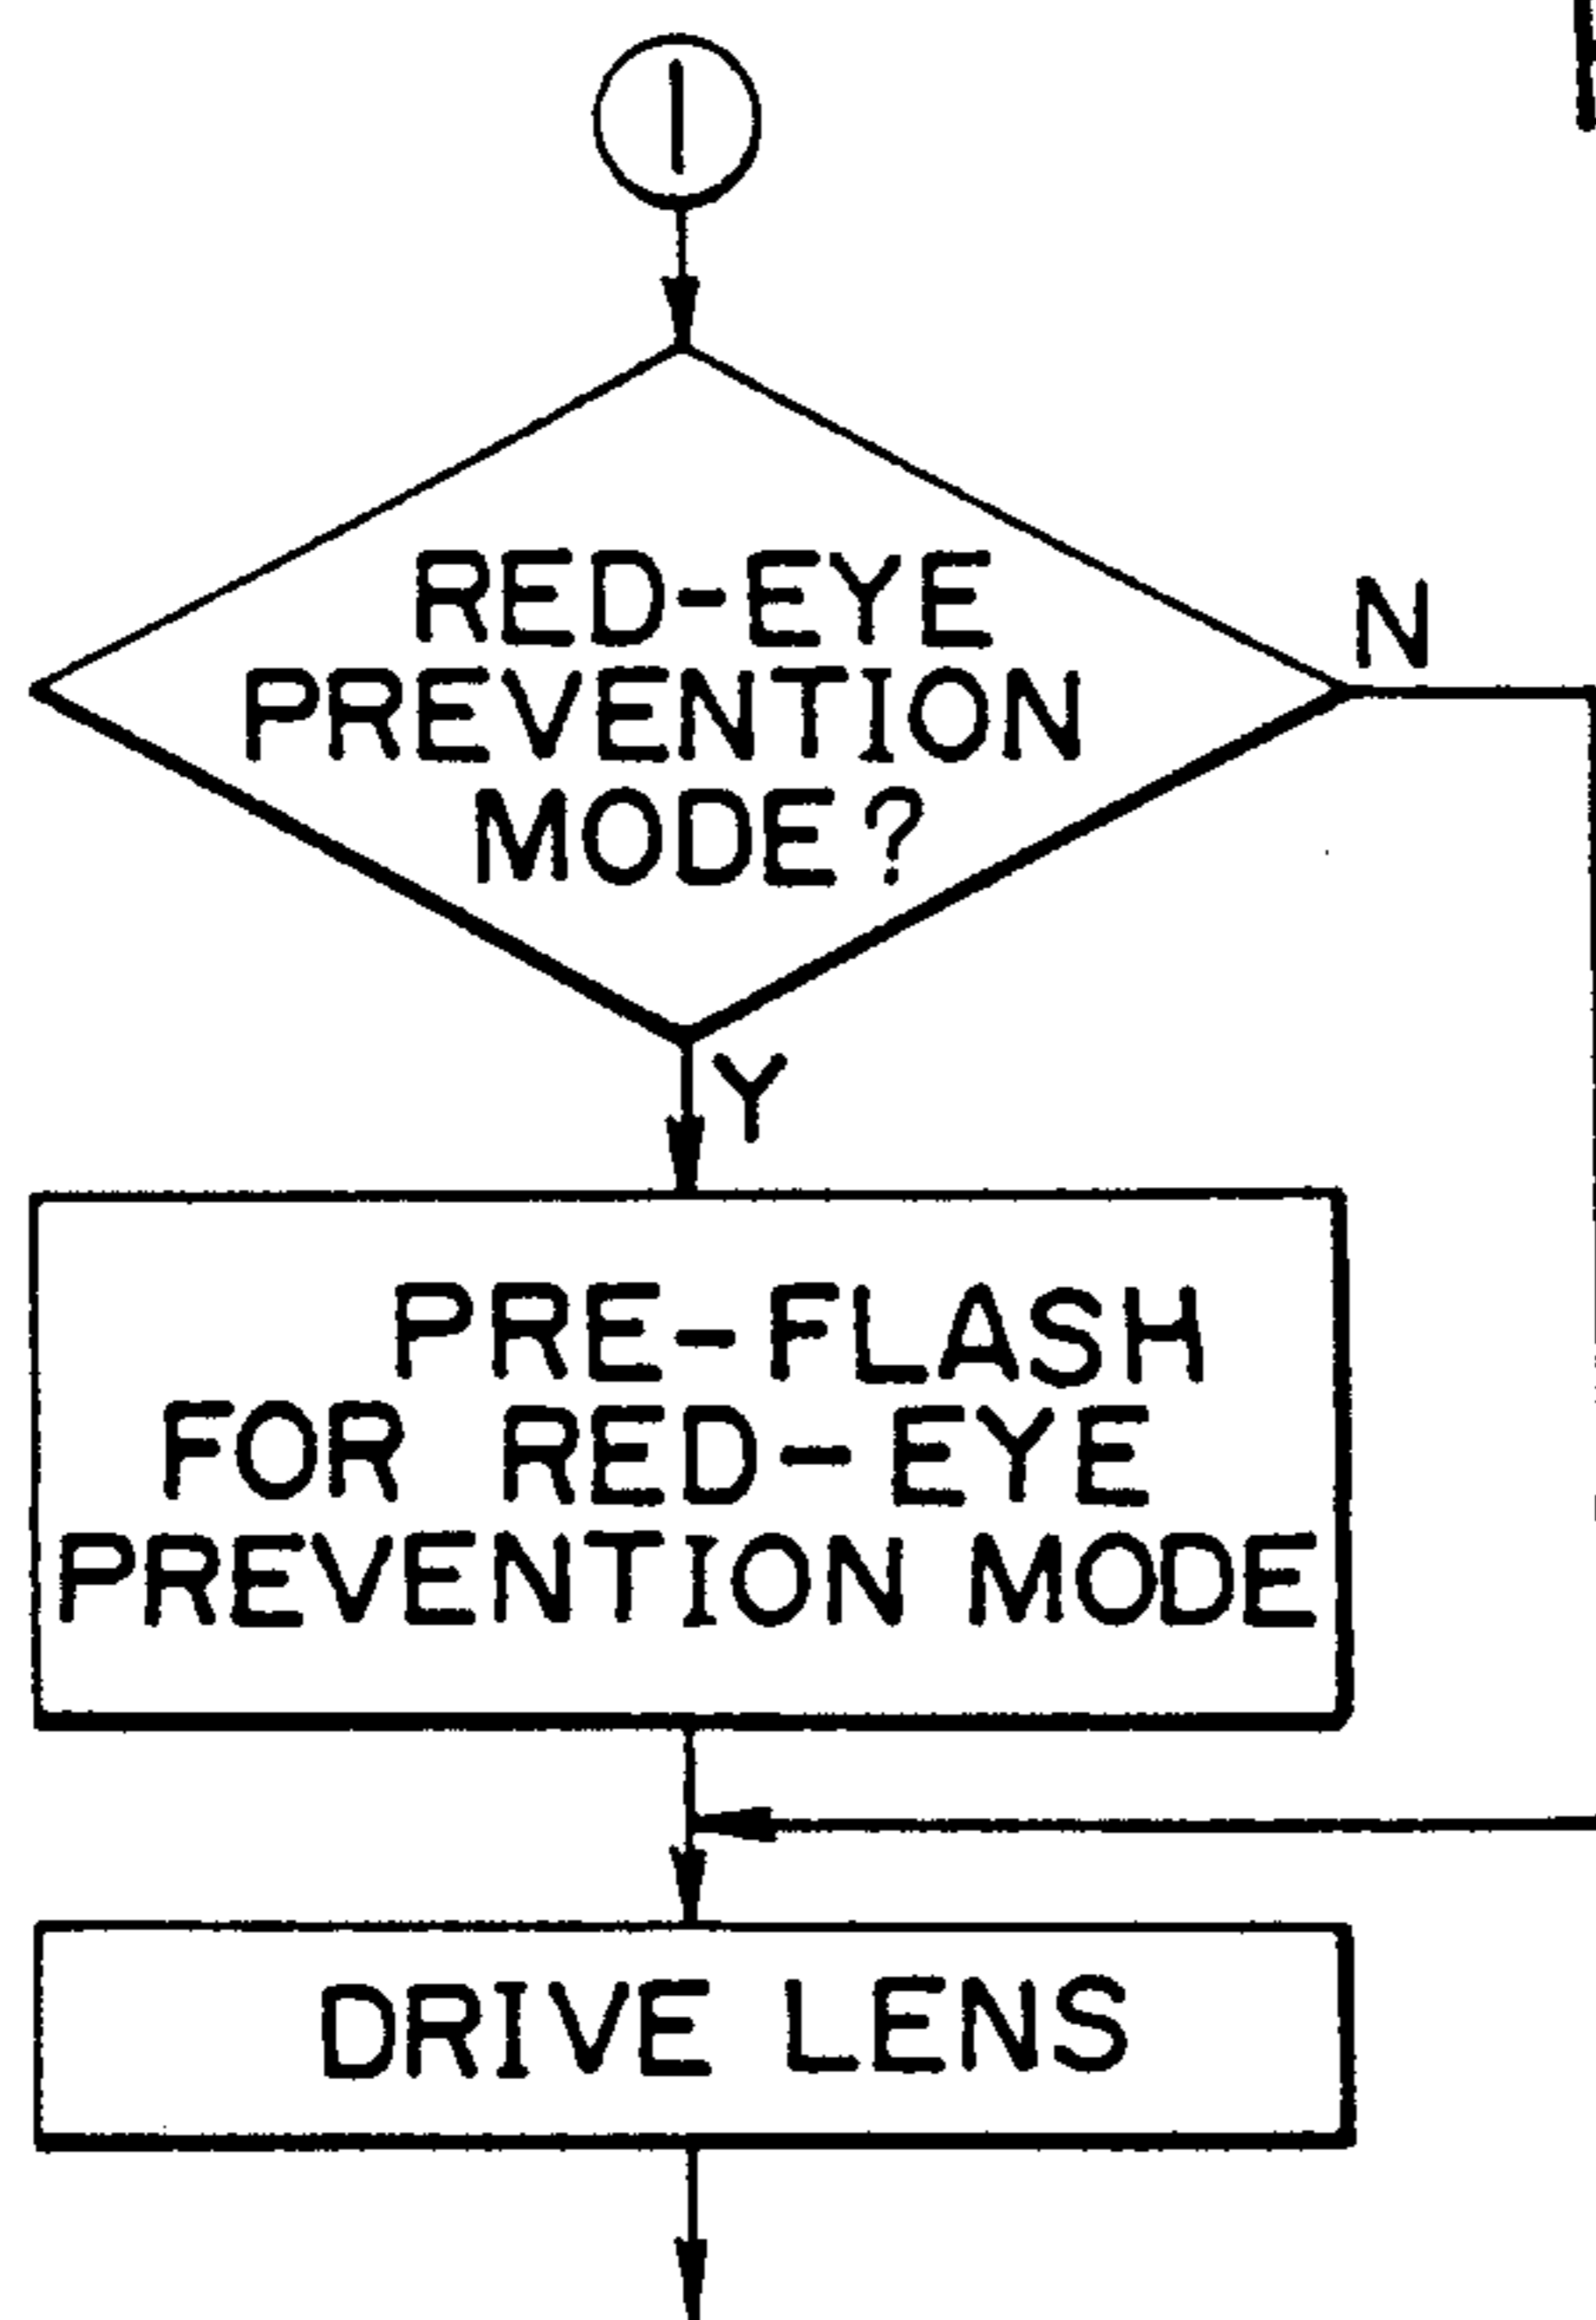 1
RED-EYE
PREVENTION
MODE?
N
Y
PRE-FLASH
FOR RED-EYE
PREVENTION MODE
DRIVE LENS